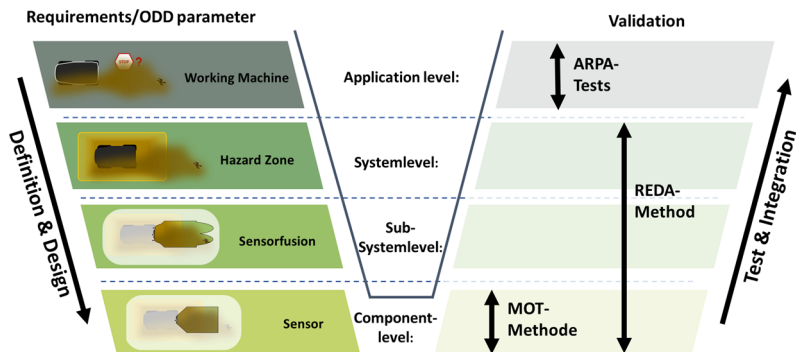 Requirements/ODD parameter
Validation
STOP ?
Working Machine
Application level:
ARPA-
Tests
Hazard Zone
Systemlevel:
REDA-
Method
Sensorfusion
Sub-
Systemlevel:
Sensor
Component-
level:
MOT-
Methode
Definition & Design
Test & Integration